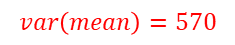 var(mean) = 570